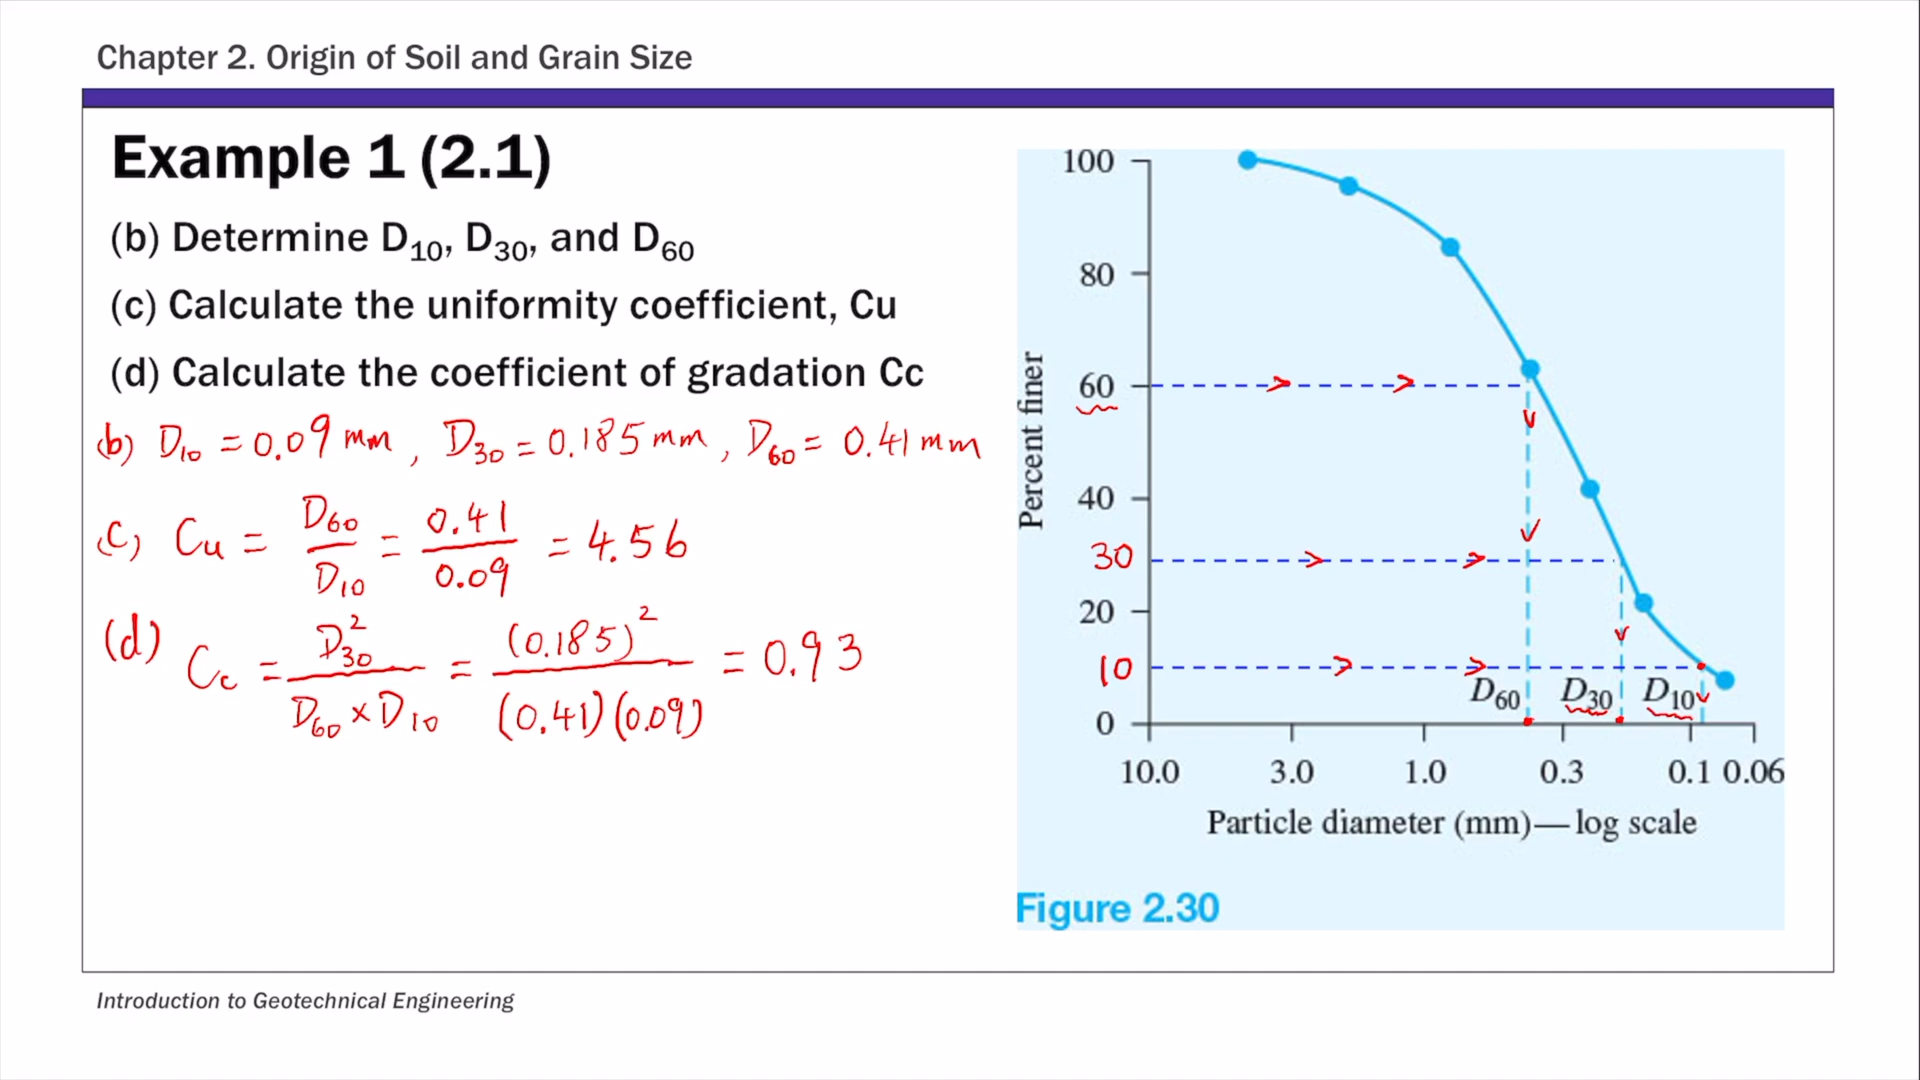 Chapter 2. Origin of Soil and Grain Size
Example 1 (2.1)
(b) Determine D₁₀, D₃₀, and D₆₀
(c) Calculate the uniformity coefficient, Cu
(d) Calculate the coefficient of gradation Cc
(b) D₁₀ = 0.09 mm, D₃₀ = 0.185 mm, D₆₀ = 0.41 mm
(c) Cu = D₆₀ / D₁₀ = 0.41 / 0.09 = 4.56
(d) Cc = D₃₀² / D₆₀ × D₁₀ = (0.185)² / (0.41)(0.09) = 0.93
Percent finer
100
80
60
40
30
20
10
0
D₆₀ D₃₀ D₁₀
10.0 3.0 1.0 0.3 0.1 0.06
Particle diameter (mm)—log scale
Figure 2.30
Introduction to Geotechnical Engineering